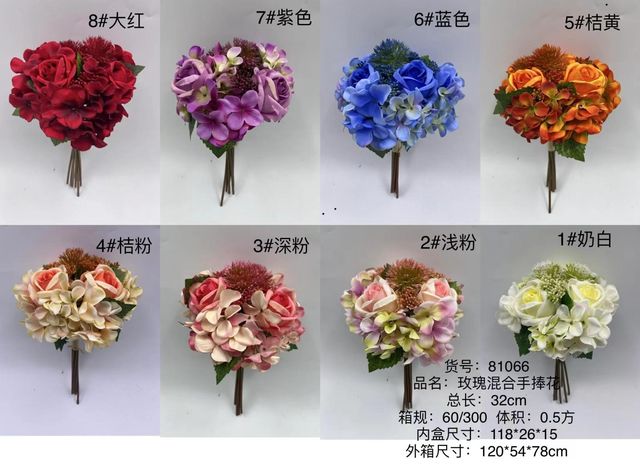 8#大红
7#紫色
6#蓝色
5#桔黄
4#桔粉
3#深粉
2#浅粉
1#奶白
货号：81066
品名：玫瑰混合手捧花
总长：32cm
箱规：60/300 体积：0.5方
内盒尺寸：118*26*15
外箱尺寸：120*54*78cm